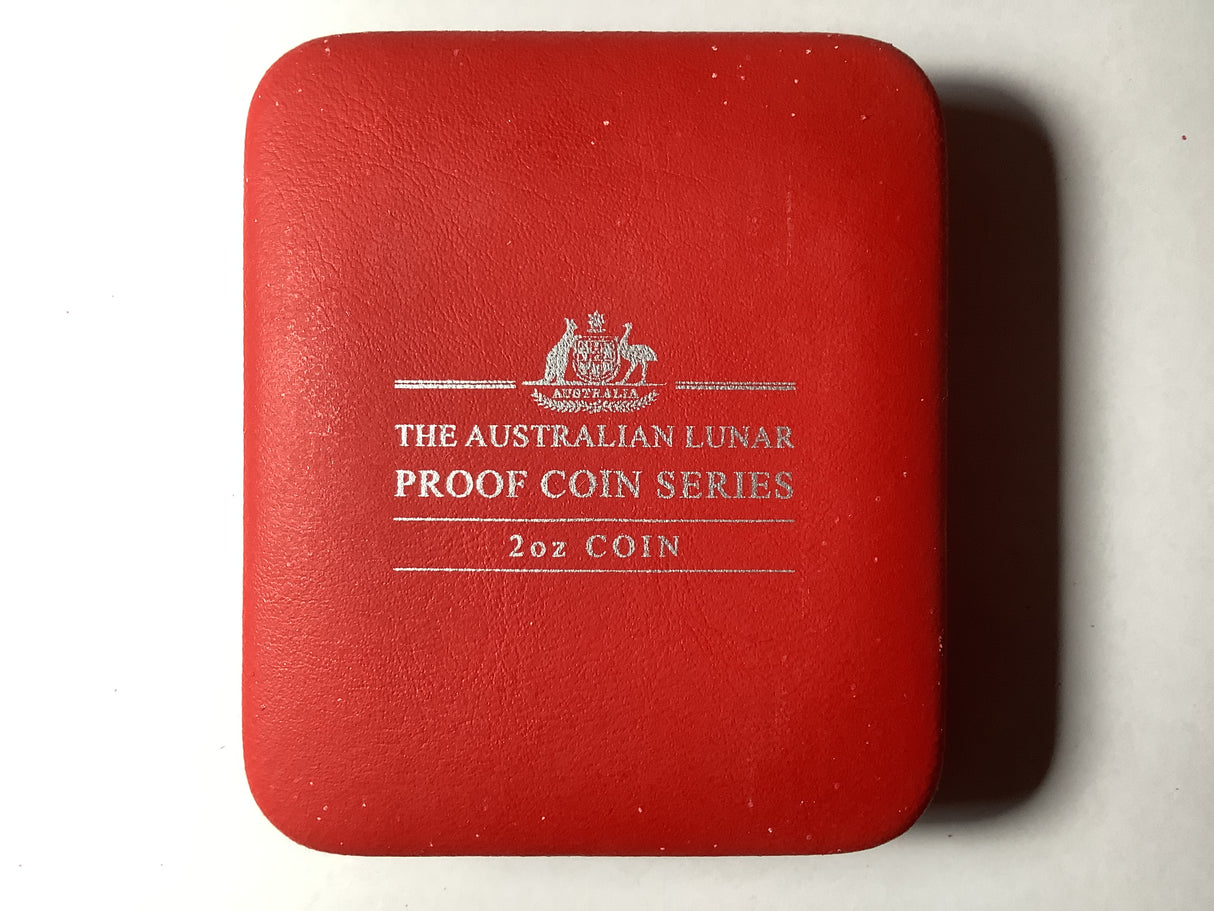 AUSTRALIA
THE AUSTRALIAN LUNAR
PROOF COIN SERIES
2oz COIN